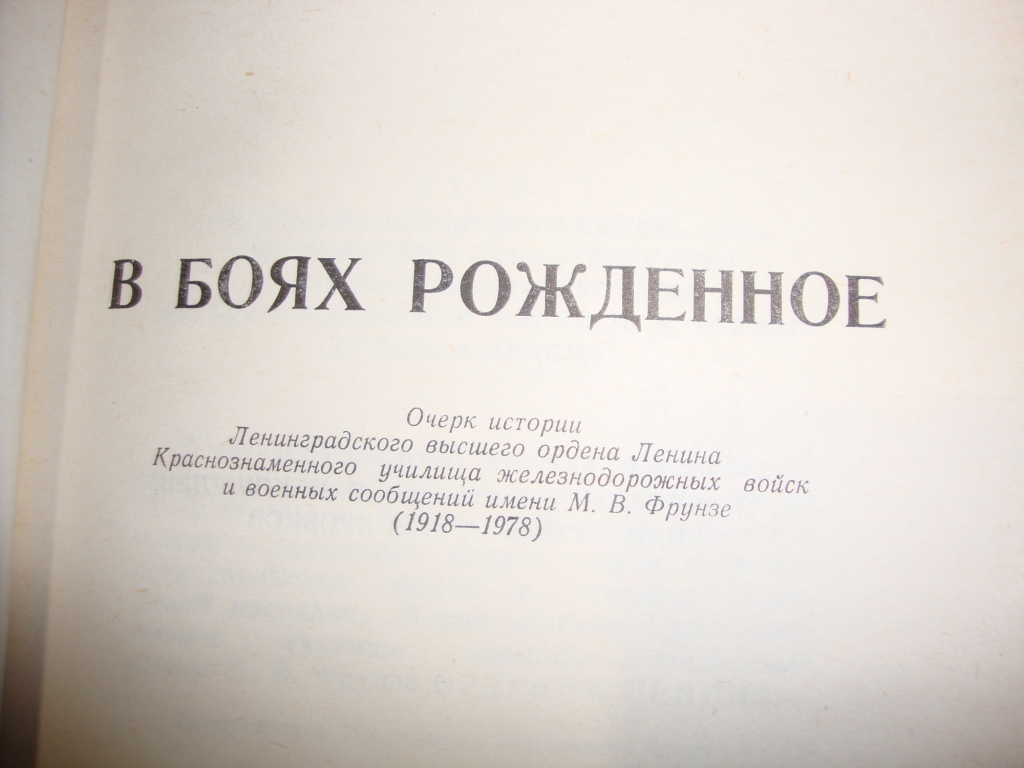 В БОЯХ РОЖДЕННОЕ
Очерк истории
Ленинградского высшего ордена Ленина
Краснознаменного училища железнодорожных войск
и военных сообщений имени М. В. Фрунзе
(1918—1978)